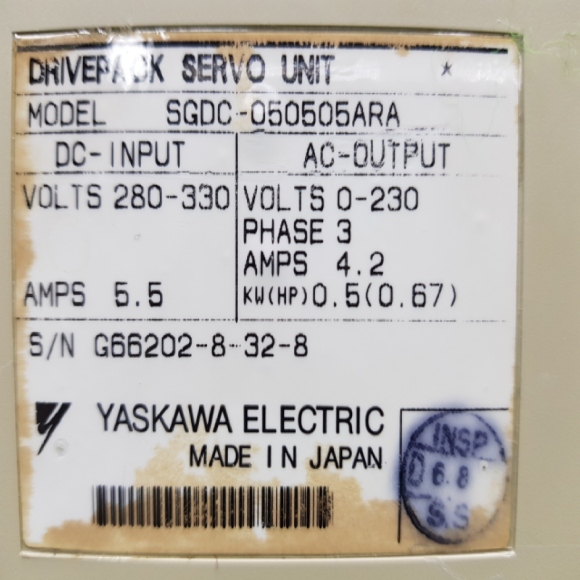 DRIVEPACK SERVO UNIT *
MODEL SGDC-050505ARA
DC-INPUT AC-OUTPUT
VOLTS 280-330 VOLTS 0-230
PHASE 3
AMPS 4.2
AMPS 5.5 KW(HP)0.5(0.67)
S/N G66202-8-32-8
YASKAWA ELECTRIC
MADE IN JAPAN
INSP
6.8
S.S